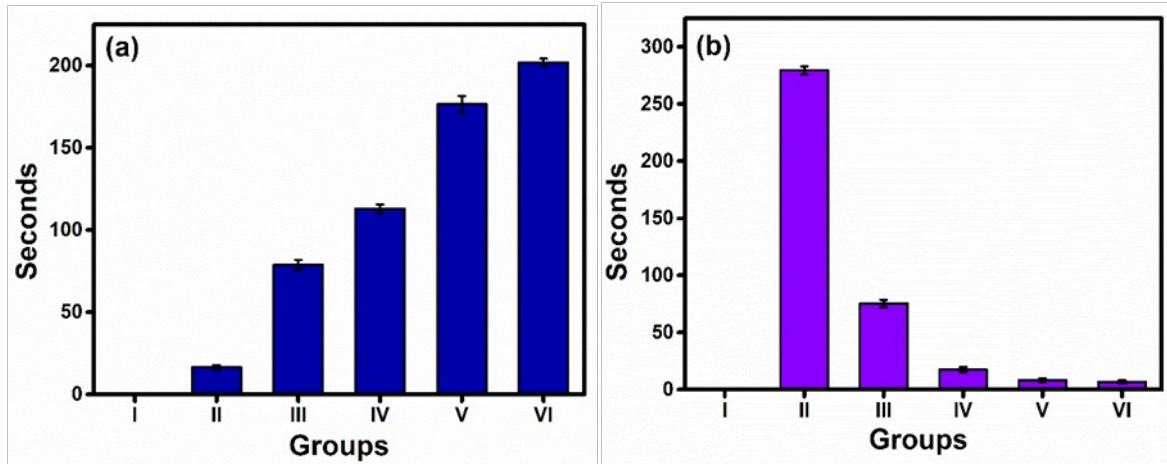 (a)
Seconds
200
150
100
50
0
I II III IV V VI
Groups
(b)
Seconds
300
250
200
150
100
50
0
I II III IV V VI
Groups